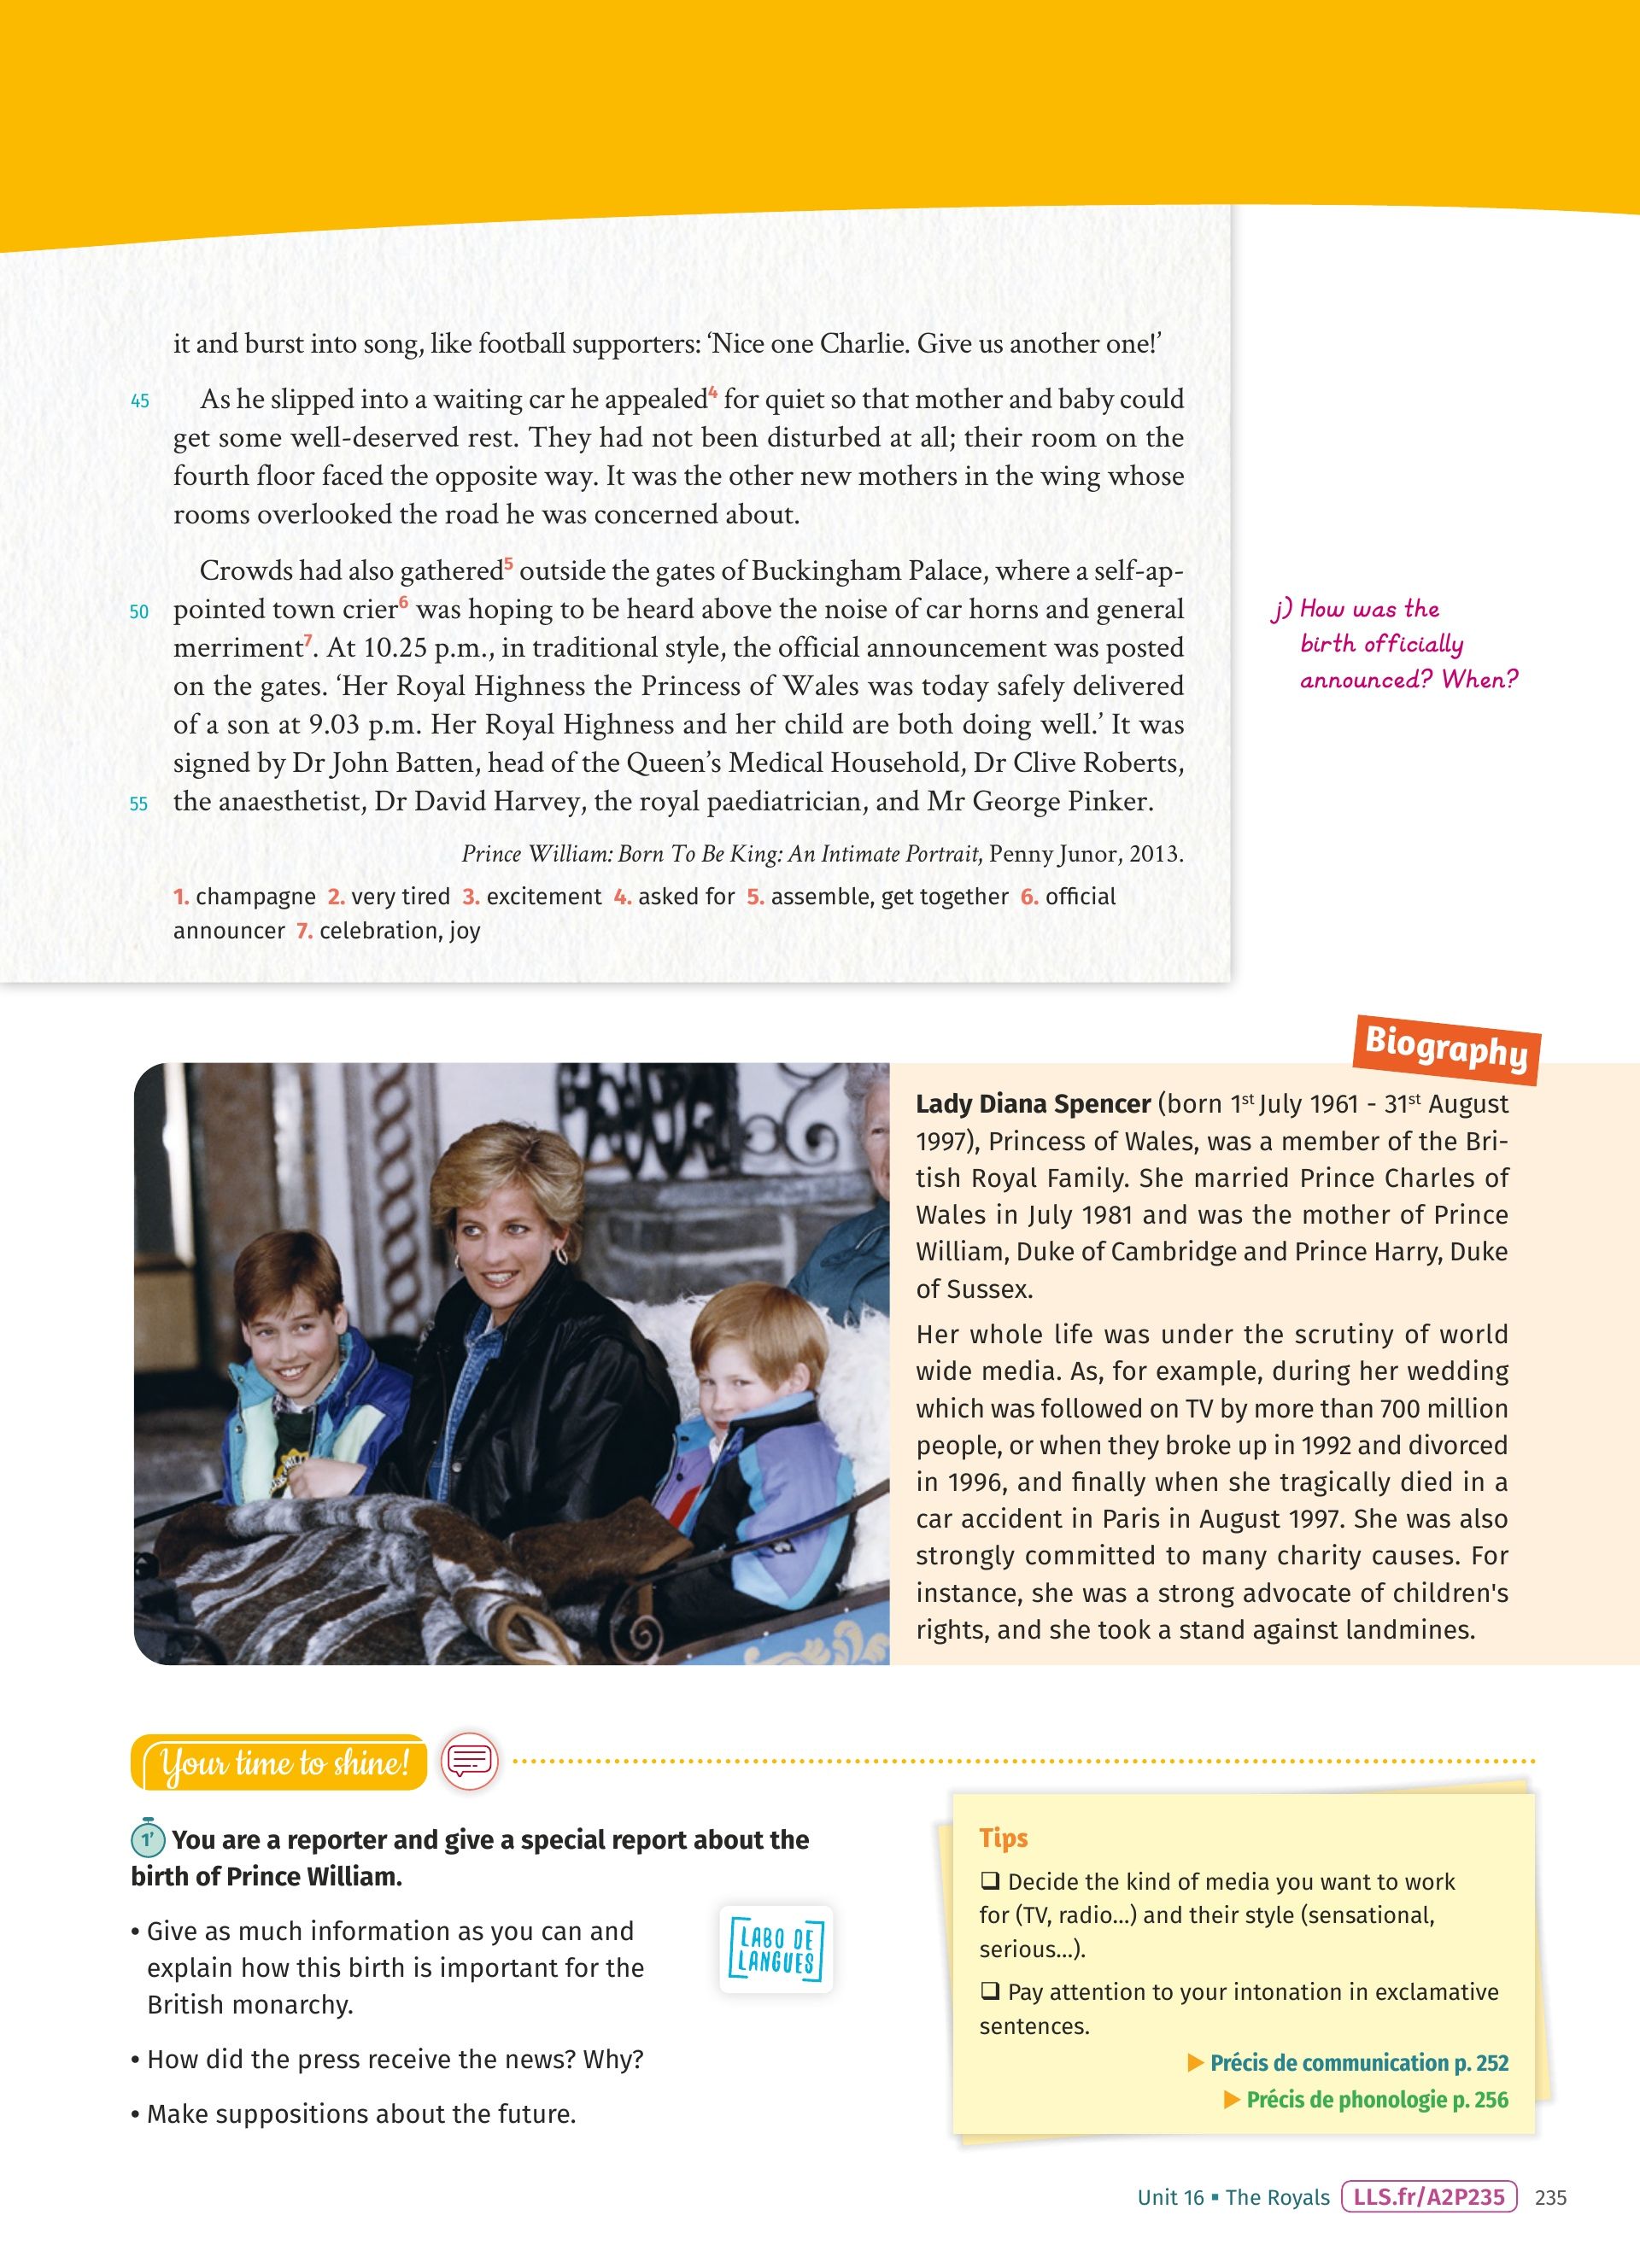 it and burst into song, like football supporters: ‘Nice one Charlie. Give us another one!’
45 As he slipped into a waiting car he appealed4 for quiet so that mother and baby could
get some well-deserved rest. They had not been disturbed at all; their room on the
fourth floor faced the opposite way. It was the other new mothers in the wing whose
rooms overlooked the road he was concerned about.
Crowds had also gathered5 outside the gates of Buckingham Palace, where a self-ap-
50 pointed town crier6 was hoping to be heard above the noise of car horns and general
merriment7. At 10.25 p.m., in traditional style, the official announcement was posted
on the gates. ‘Her Royal Highness the Princess of Wales was today safely delivered
of a son at 9.03 p.m. Her Royal Highness and her child are both doing well.’ It was
signed by Dr John Batten, head of the Queen’s Medical Household, Dr Clive Roberts,
55 the anaesthetist, Dr David Harvey, the royal paediatrician, and Mr George Pinker.
Prince William: Born To Be King: An Intimate Portrait, Penny Junor, 2013.
1. champagne 2. very tired 3. excitement 4. asked for 5. assemble, get together 6. official
announcer 7. celebration, joy
j) How was the
birth officially
announced? When?
Biography
Lady Diana Spencer (born 1st July 1961 - 31st August
1997), Princess of Wales, was a member of the Bri-
tish Royal Family. She married Prince Charles of
Wales in July 1981 and was the mother of Prince
William, Duke of Cambridge and Prince Harry, Duke
of Sussex.
Her whole life was under the scrutiny of world
wide media. As, for example, during her wedding
which was followed on TV by more than 700 million
people, or when they broke up in 1992 and divorced
in 1996, and finally when she tragically died in a
car accident in Paris in August 1997. She was also
strongly committed to many charity causes. For
instance, she was a strong advocate of children's
rights, and she took a stand against landmines.
Your time to shine!
1’ You are a reporter and give a special report about the
birth of Prince William.
• Give as much information as you can and
explain how this birth is important for the
British monarchy.
• How did the press receive the news? Why?
• Make suppositions about the future.
LABO DE
LANGUES
Tips
❑ Decide the kind of media you want to work
for (TV, radio…) and their style (sensational,
serious…).
❑ Pay attention to your intonation in exclamative
sentences.
▶ Précis de communication p. 252
▶ Précis de phonologie p. 256
Unit 16 ▪ The Royals LLS.fr/A2P235 235